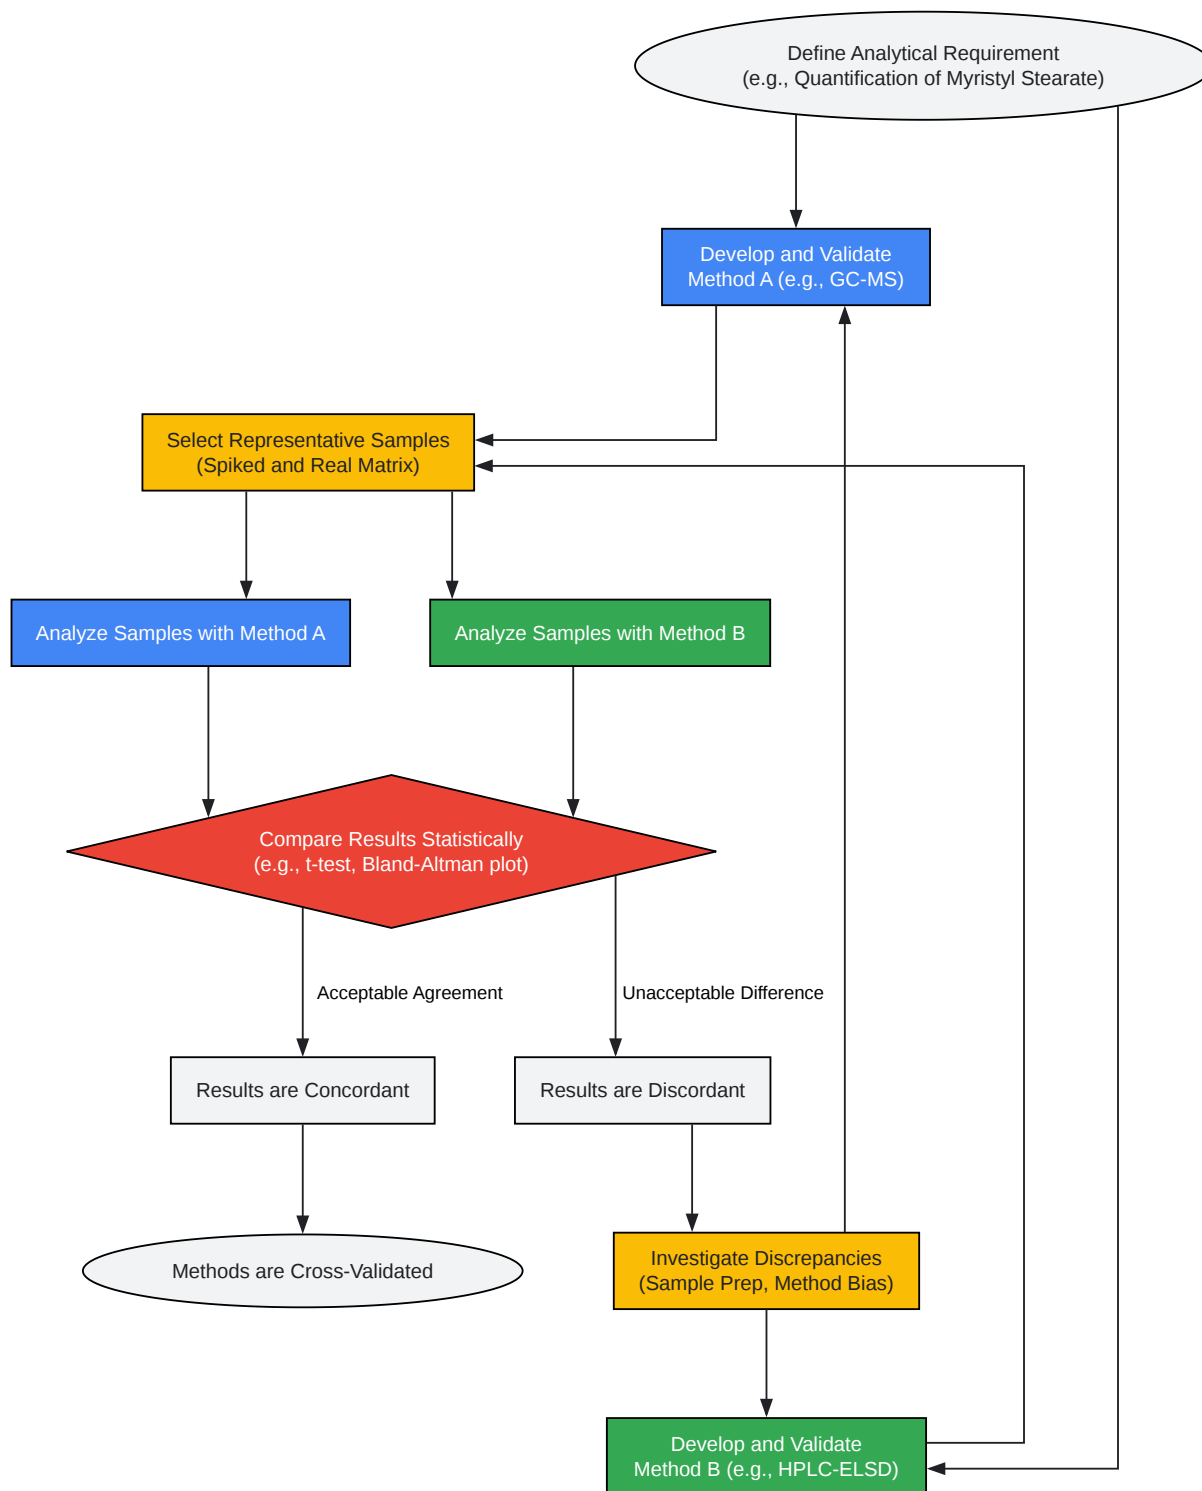 Define Analytical Requirement
(e.g., Quantification of Myristyl Stearate)
Develop and Validate
Method A (e.g., GC-MS)
Select Representative Samples
(Spiked and Real Matrix)
Analyze Samples with Method A
Analyze Samples with Method B
Compare Results Statistically
(e.g., t-test, Bland-Altman plot)
Acceptable Agreement
Unacceptable Difference
Results are Concordant
Results are Discordant
Methods are Cross-Validated
Investigate Discrepancies
(Sample Prep, Method Bias)
Develop and Validate
Method B (e.g., HPLC-ELSD)